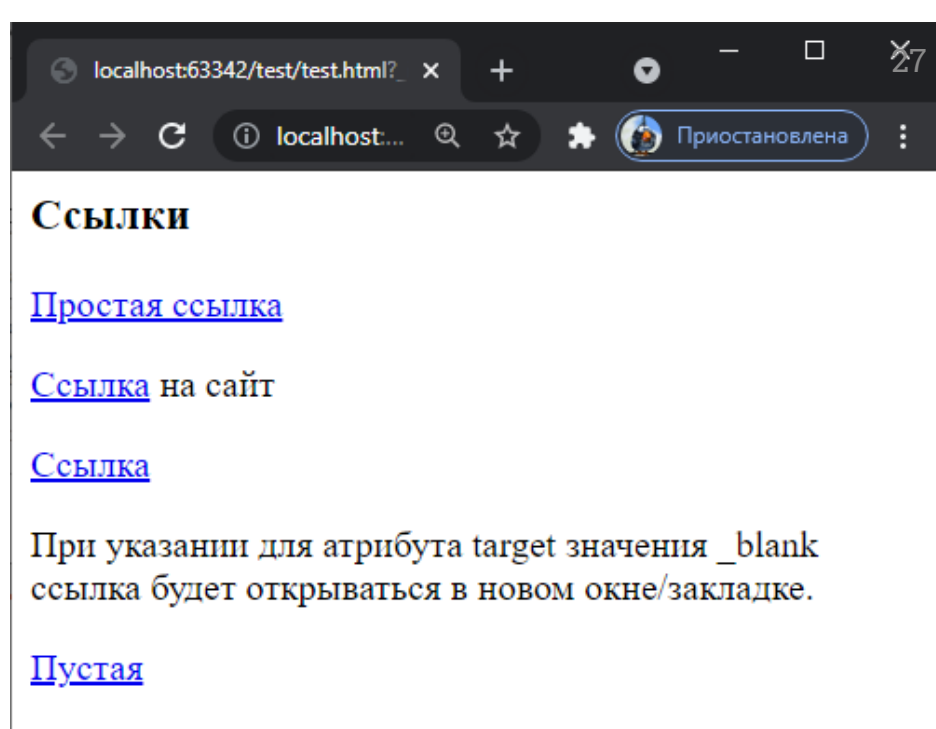 localhost:63342/test/test.html?_
27
localhost:...
Приостановлена
Ссылки
Простая ссылка
Ссылка на сайт
Ссылка
При указании для атрибута target значения _blank
ссылка будет открываться в новом окне/закладке.
Пустая